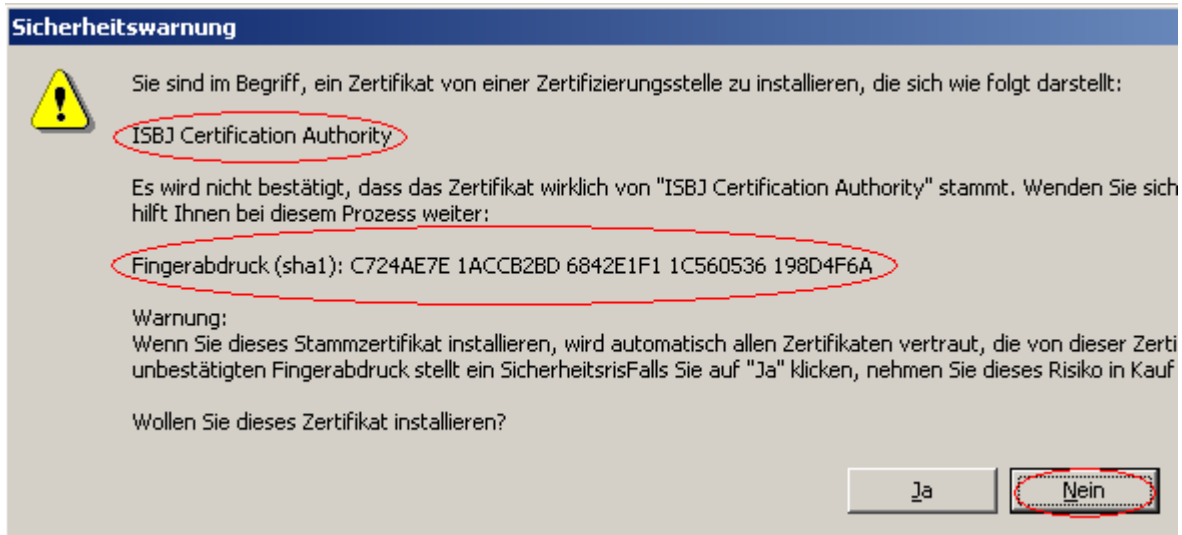 Sicherheitswarnung
Sie sind im Begriff, ein Zertifikat von einer Zertifizierungsstelle zu installieren, die sich wie folgt darstellt:
ISBJ Certification Authority
Es wird nicht bestätigt, dass das Zertifikat wirklich von "ISBJ Certification Authority" stammt. Wenden Sie sich
hilft Ihnen bei diesem Prozess weiter:
Fingerabdruck (sha1): C724AE7E 1ACCB2BD 6842E1F1 1C560536 198D4F6A
Warnung:
Wenn Sie dieses Stammzertifikat installieren, wird automatisch allen Zertifikaten vertraut, die von dieser Zerti
unbestätigten Fingerabdruck stellt ein SicherheitsrisFalls Sie auf "Ja" klicken, nehmen Sie dieses Risiko in Kauf
Wollen Sie dieses Zertifikat installieren?
Ja Nein